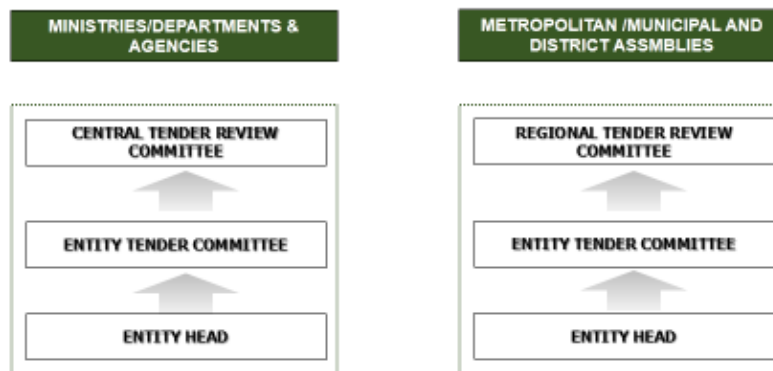 MINISTRIES/DEPARTMENTS &
AGENCIES
CENTRAL TENDER REVIEW
COMMITTEE
ENTITY TENDER COMMITTEE
ENTITY HEAD
METROPOLITAN /MUNICIPAL AND
DISTRICT ASSMBLIES
REGIONAL TENDER REVIEW
COMMITTEE
ENTITY TENDER COMMITTEE
ENTITY HEAD